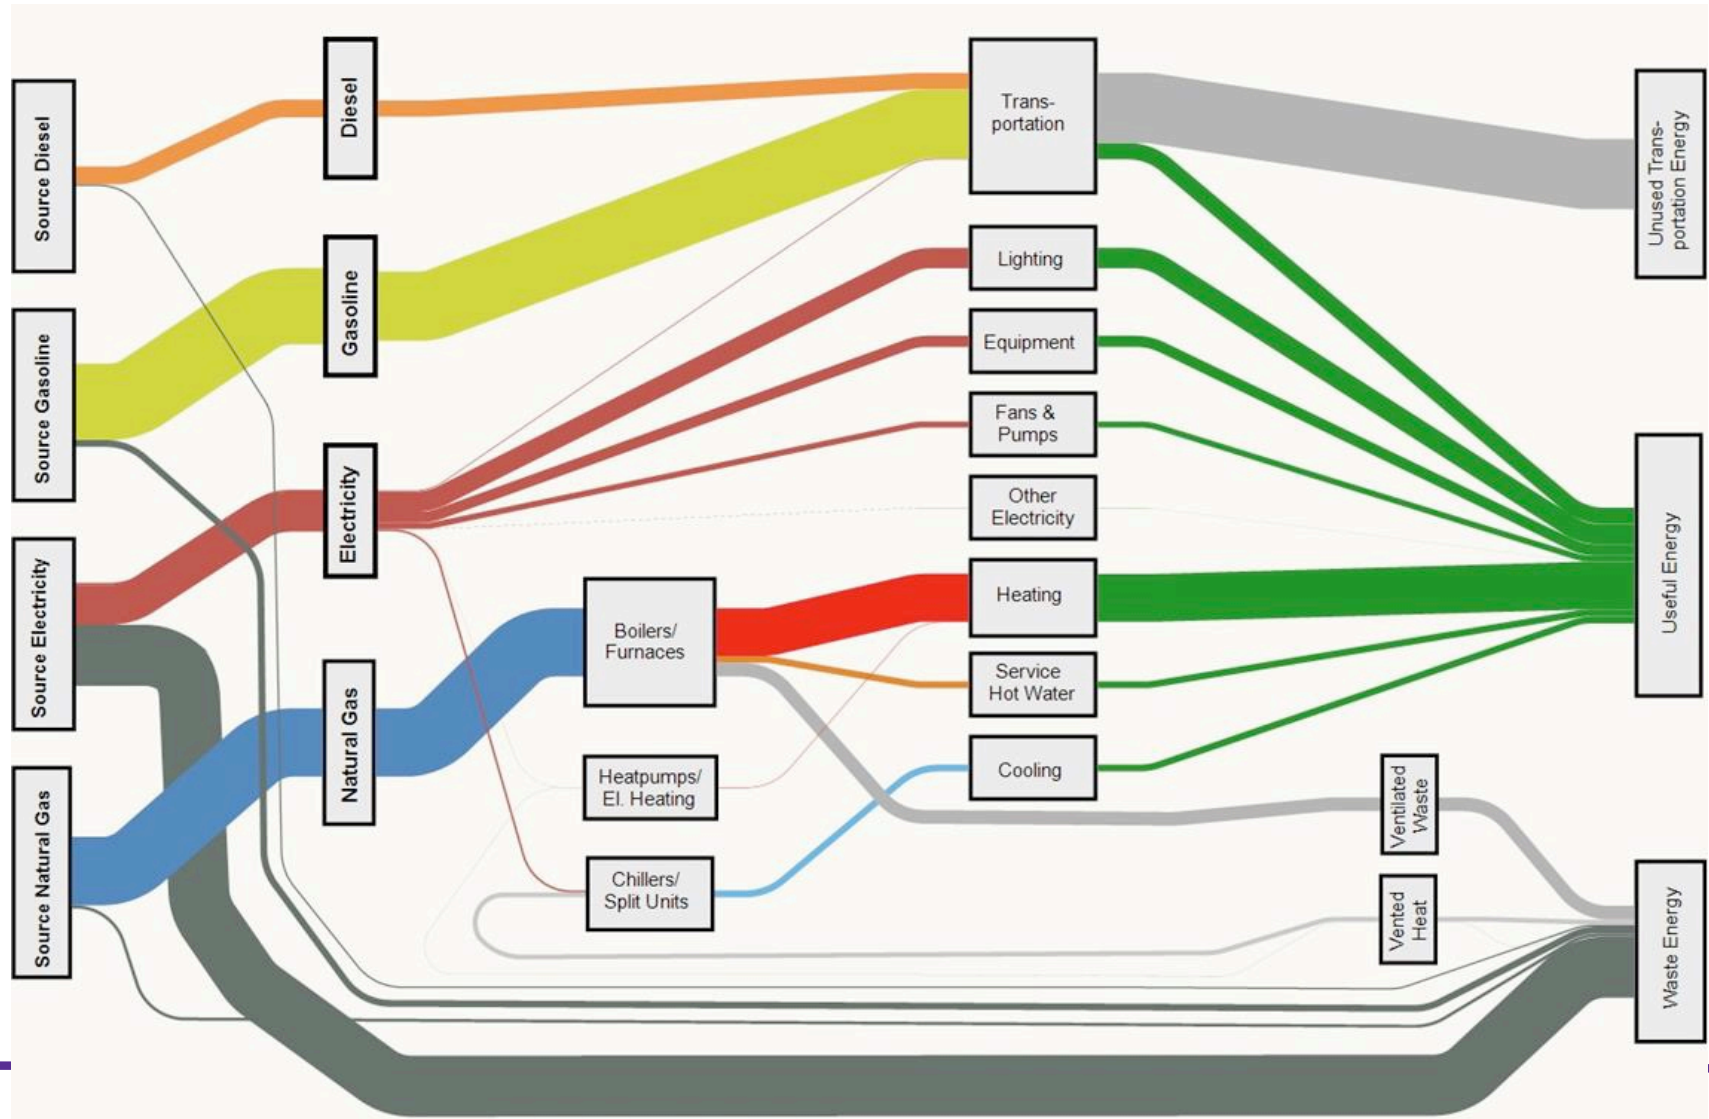 Source Diesel
Source Gasoline
Source Electricity
Source Natural Gas
Diesel
Gasoline
Electricity
Natural Gas
Boilers/
Furnaces
Heatpumps/
El. Heating
Chillers/
Split Units
Trans-
portation
Lighting
Equipment
Fans &
Pumps
Other
Electricity
Heating
Service
Hot Water
Cooling
Ventilated
Waste
Vented
Heat
Unused Trans-
portation Energy
Useful Energy
Waste Energy